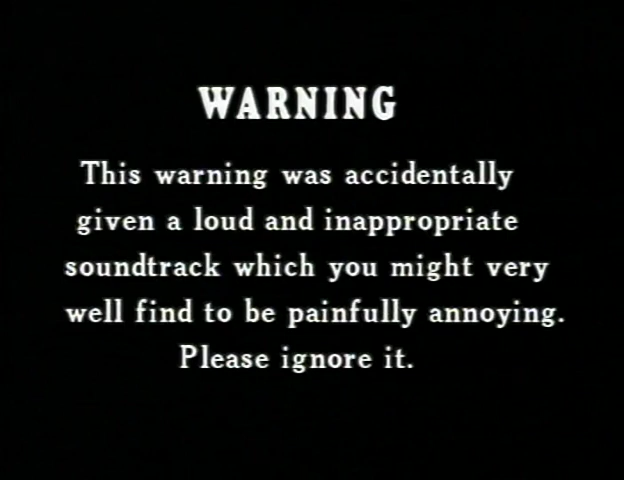 WARNING
This warning was accidentally
given a loud and inappropriate
soundtrack which you might very
well find to be painfully annoying.
Please ignore it.